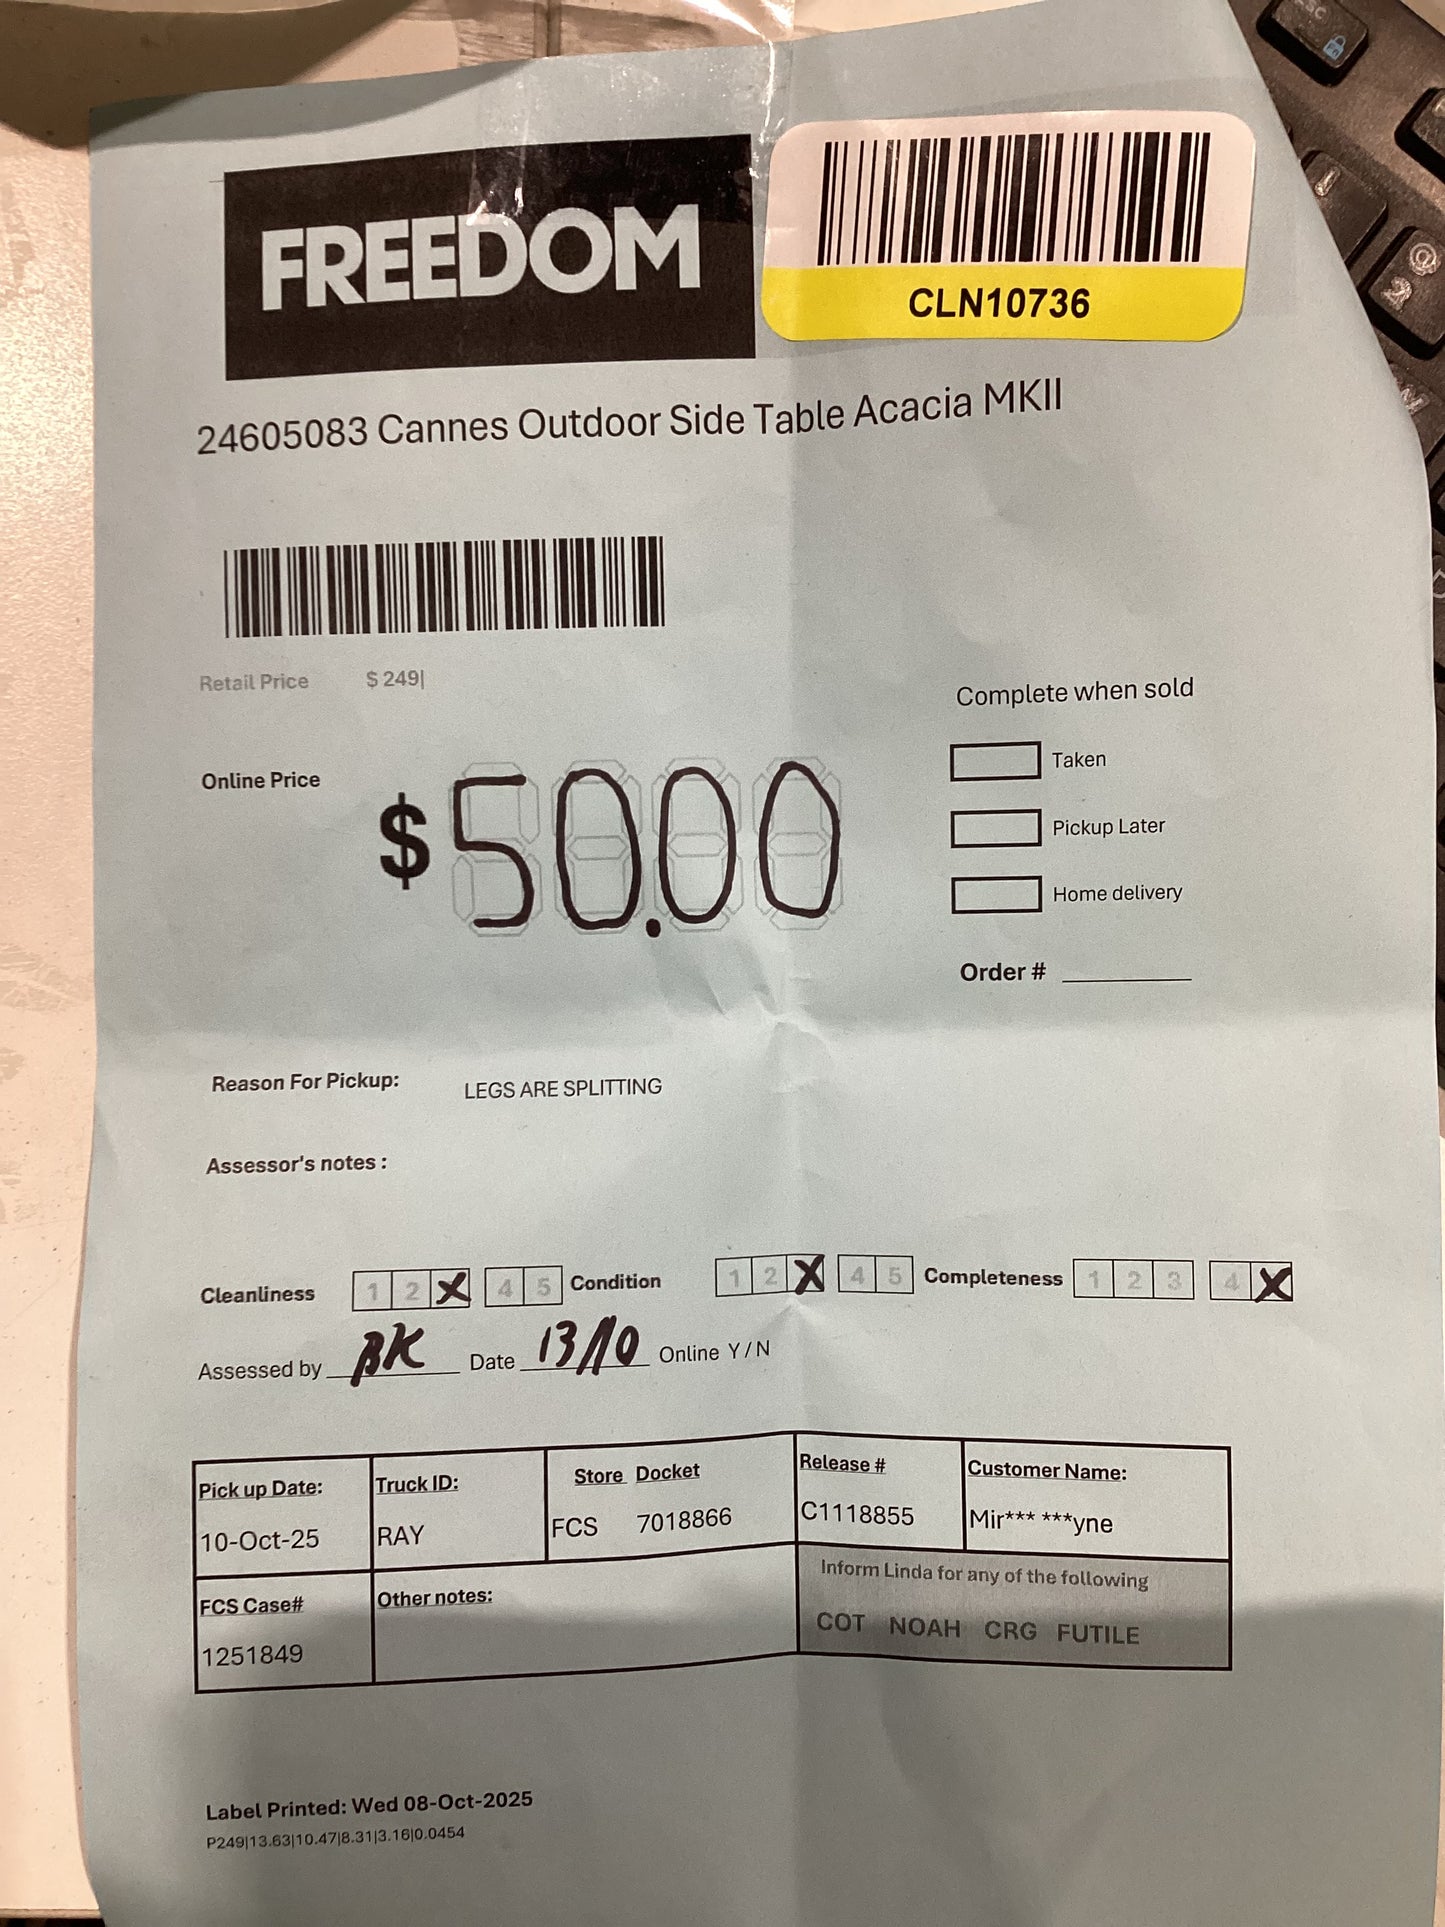 FREEDOM
CLN10736
24605083 Cannes Outdoor Side Table Acacia MKII
Retail Price $ 249|
Complete when sold
Taken
Online Price
$ 50.00
Pickup Later
Home delivery
Order #
Reason For Pickup: LEGS ARE SPLITTING
Assessor's notes :
Cleanliness 1 2 X 4 5 Condition 1 2 X 4 5 Completeness 1 2 3 4 X
Assessed by BK Date 13/10 Online Y / N
Pick up Date: Truck ID: Store Docket Release # Customer Name:
10-Oct-25 RAY FCS 7018866 C1118855 Mir*** ***yne
FCS Case# Other notes: Inform Linda for any of the following
1251849 COT NOAH CRG FUTILE
Label Printed: Wed 08-Oct-2025
P249|13.63|10.47|8.31|3.16|0.0454
@
2